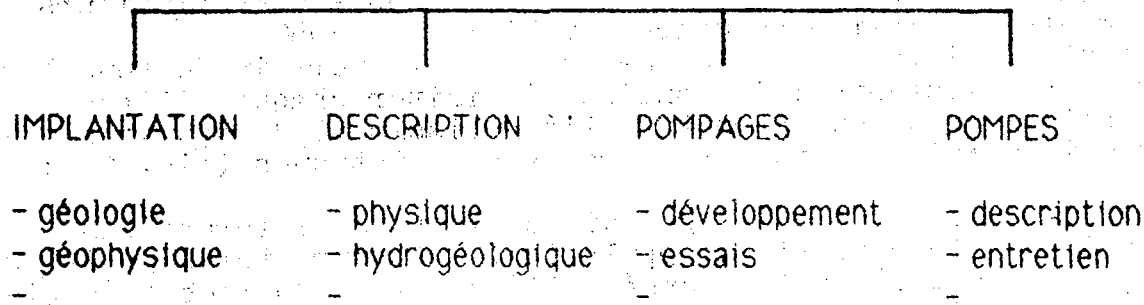 IMPLANTATION DESCRIPTION POMPAGES POMPES
- géologie - physique - développement - description
- géophysique - hydrogéologique - essais - entretien
- - - -